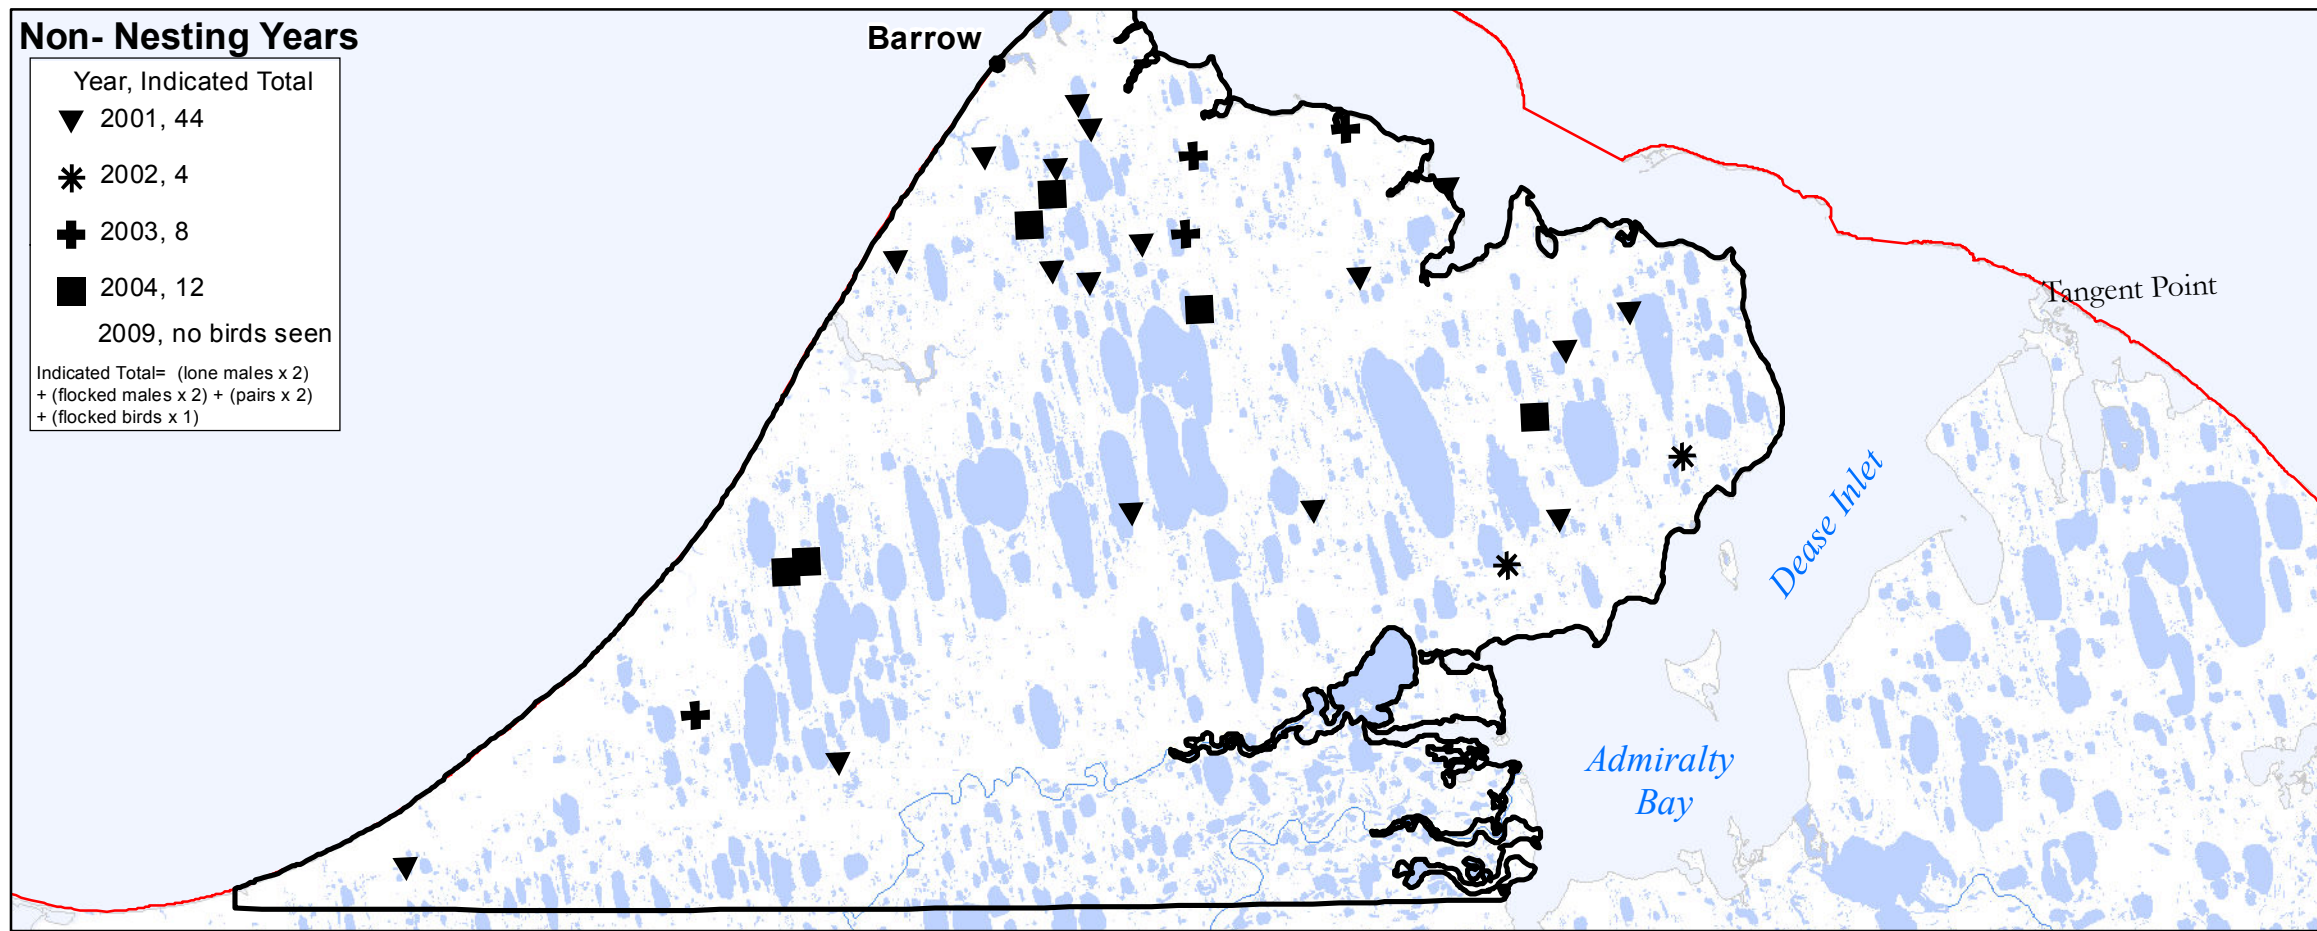 Non- Nesting Years
Year, Indicated Total
2001, 44
2002, 4
2003, 8
2004, 12
2009, no birds seen
Indicated Total= (lone males x 2)
+ (flocked males x 2) + (pairs x 2)
+ (flocked birds x 1)
Barrow
Tangent Point
Dease Inlet
Admiralty
Bay